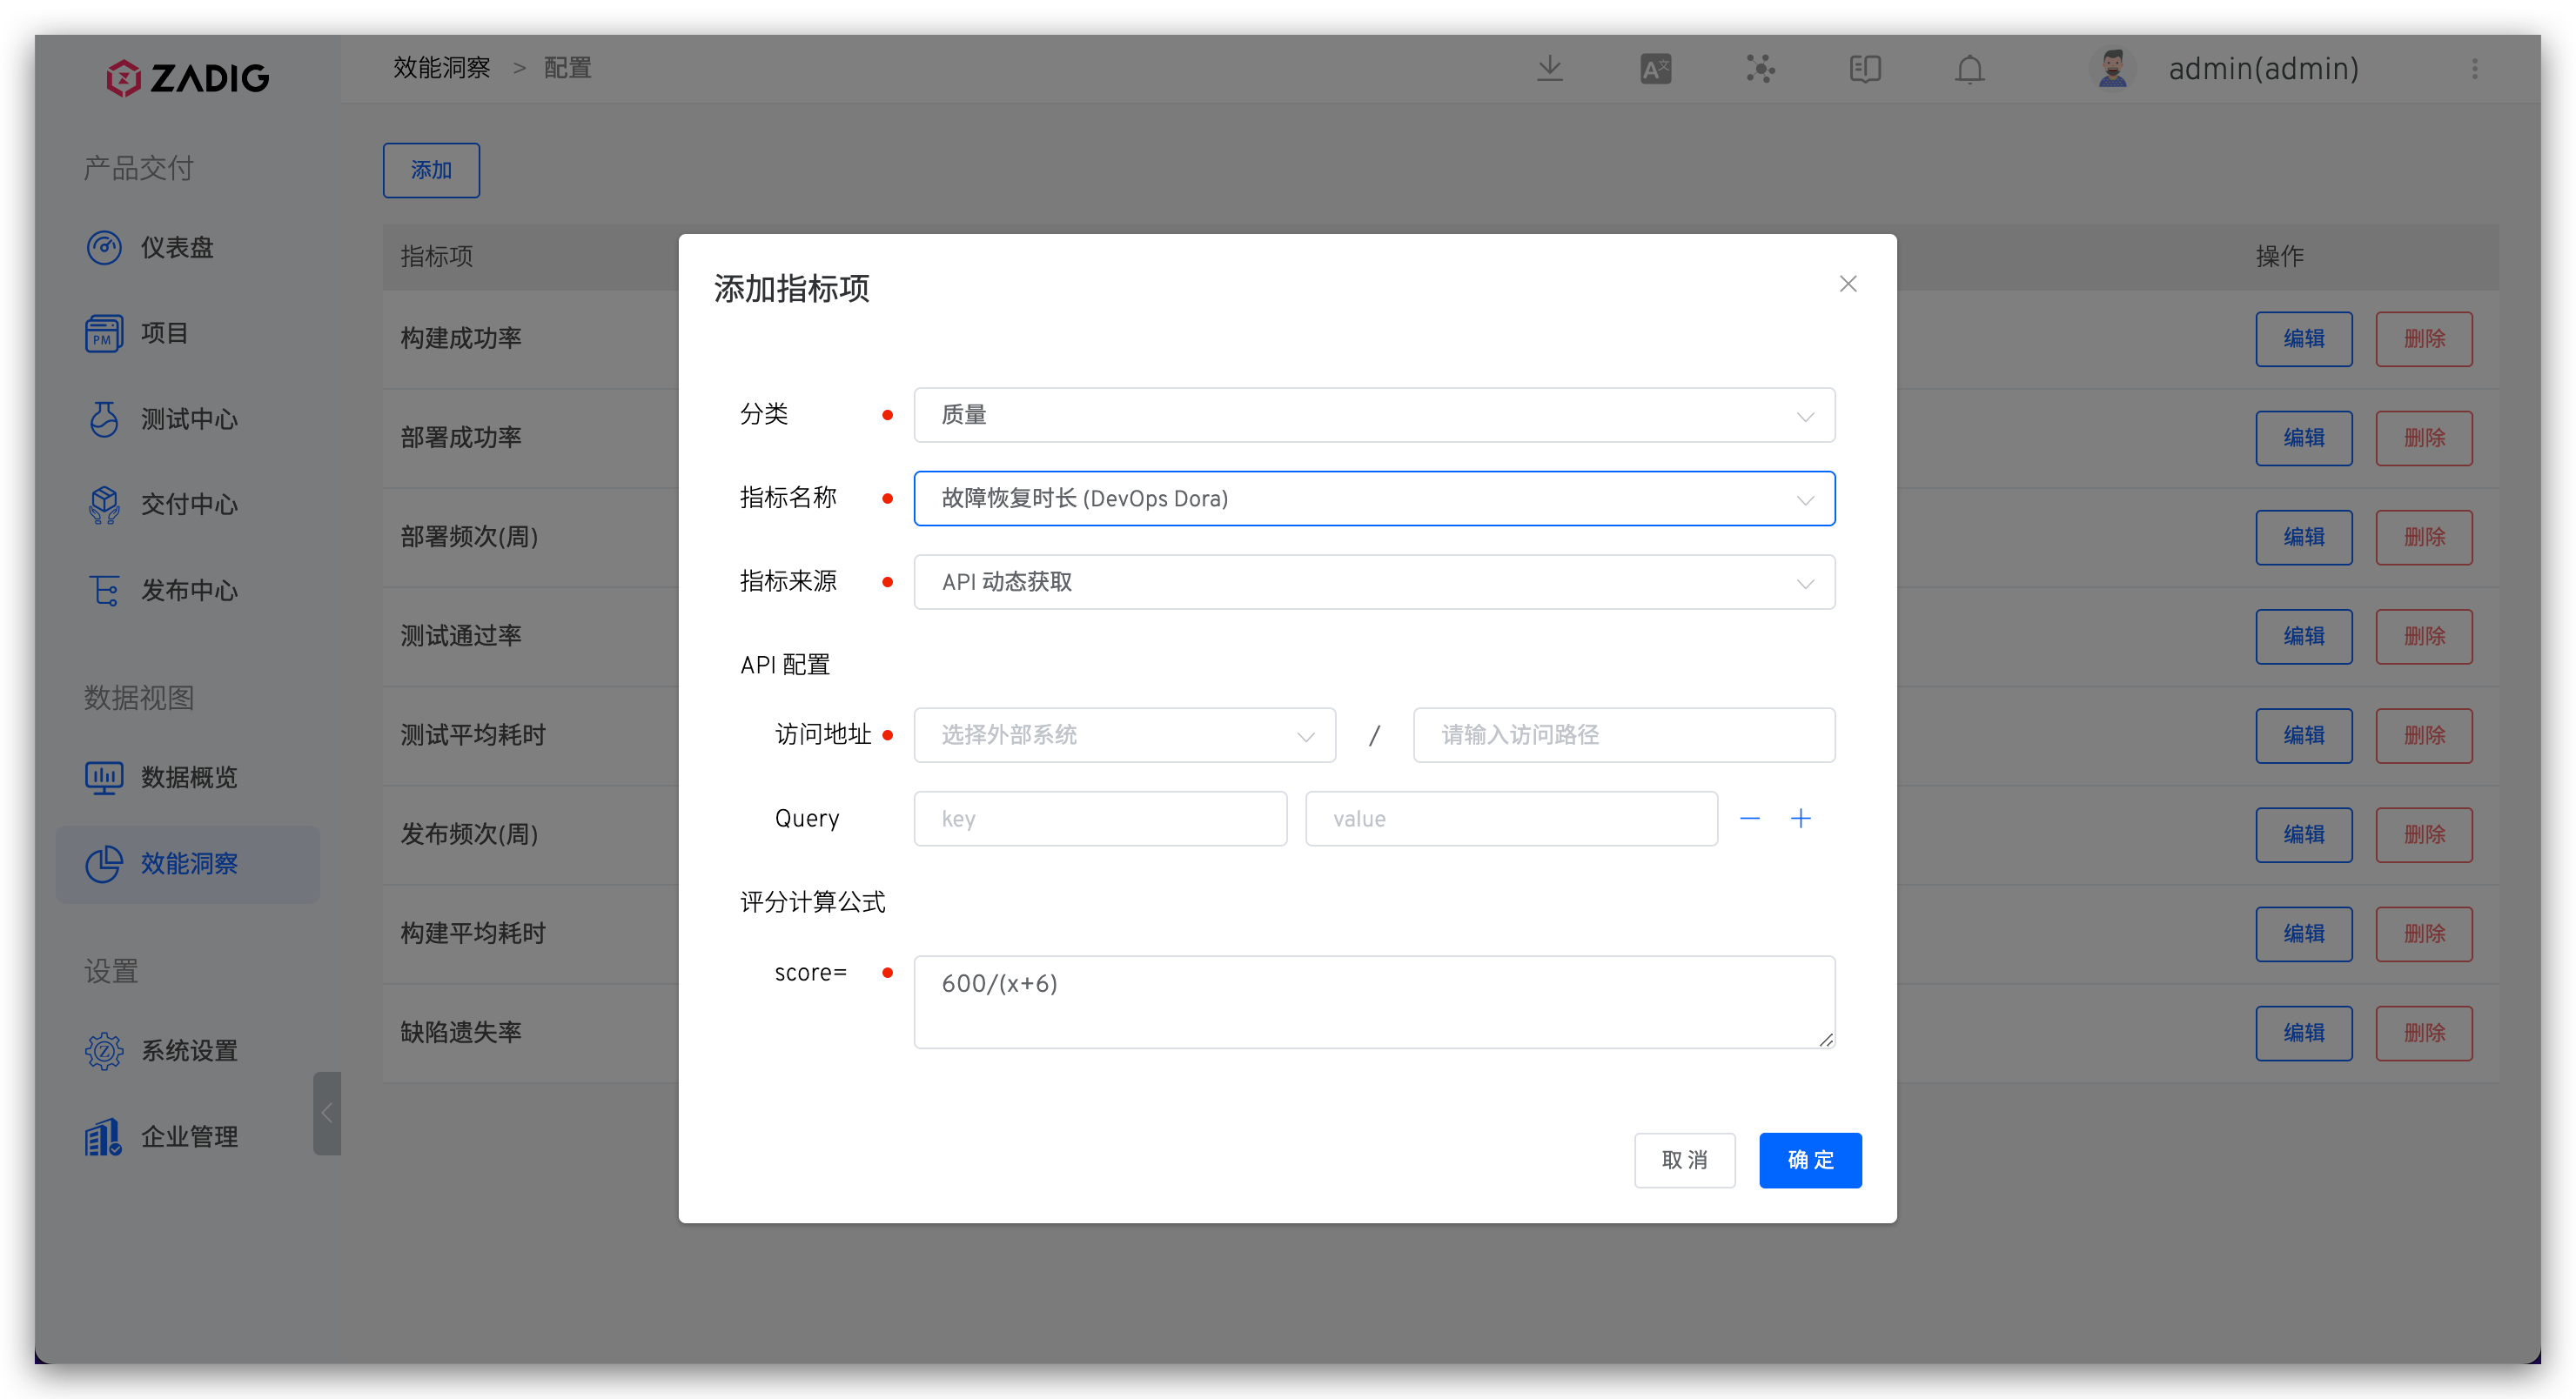 ZADIG
效能洞察 > 配置
A文
admin(admin)
产品交付
仪表盘
PM
项目
测试中心
交付中心
发布中心
数据视图
数据概览
效能洞察
设置
Z
系统设置
企业管理
添加
指标项
操作
构建成功率
编辑 删除
部署成功率
编辑 删除
部署频次(周)
编辑 删除
测试通过率
编辑 删除
测试平均耗时
编辑 删除
发布频次(周)
编辑 删除
构建平均耗时
编辑 删除
缺陷遗失率
编辑 删除
添加指标项
分类 质量
指标名称 故障恢复时长 (DevOps Dora)
指标来源 API 动态获取
API 配置
访问地址 选择外部系统 / 请输入访问路径
Query key value
评分计算公式
score= 600/(x+6)
取消 确定